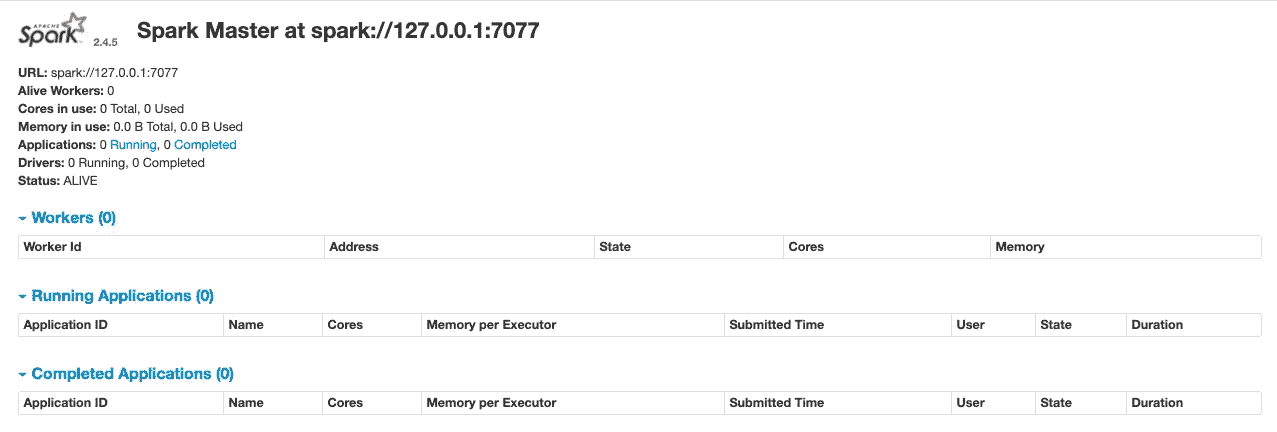 APACHE
Spark 2.4.5 Spark Master at spark://127.0.0.1:7077
URL: spark://127.0.0.1:7077
Alive Workers: 0
Cores in use: 0 Total, 0 Used
Memory in use: 0.0 B Total, 0.0 B Used
Applications: 0 Running, 0 Completed
Drivers: 0 Running, 0 Completed
Status: ALIVE
Workers (0)
Worker Id Address State Cores Memory
Running Applications (0)
Application ID Name Cores Memory per Executor Submitted Time User State Duration
Completed Applications (0)
Application ID Name Cores Memory per Executor Submitted Time User State Duration